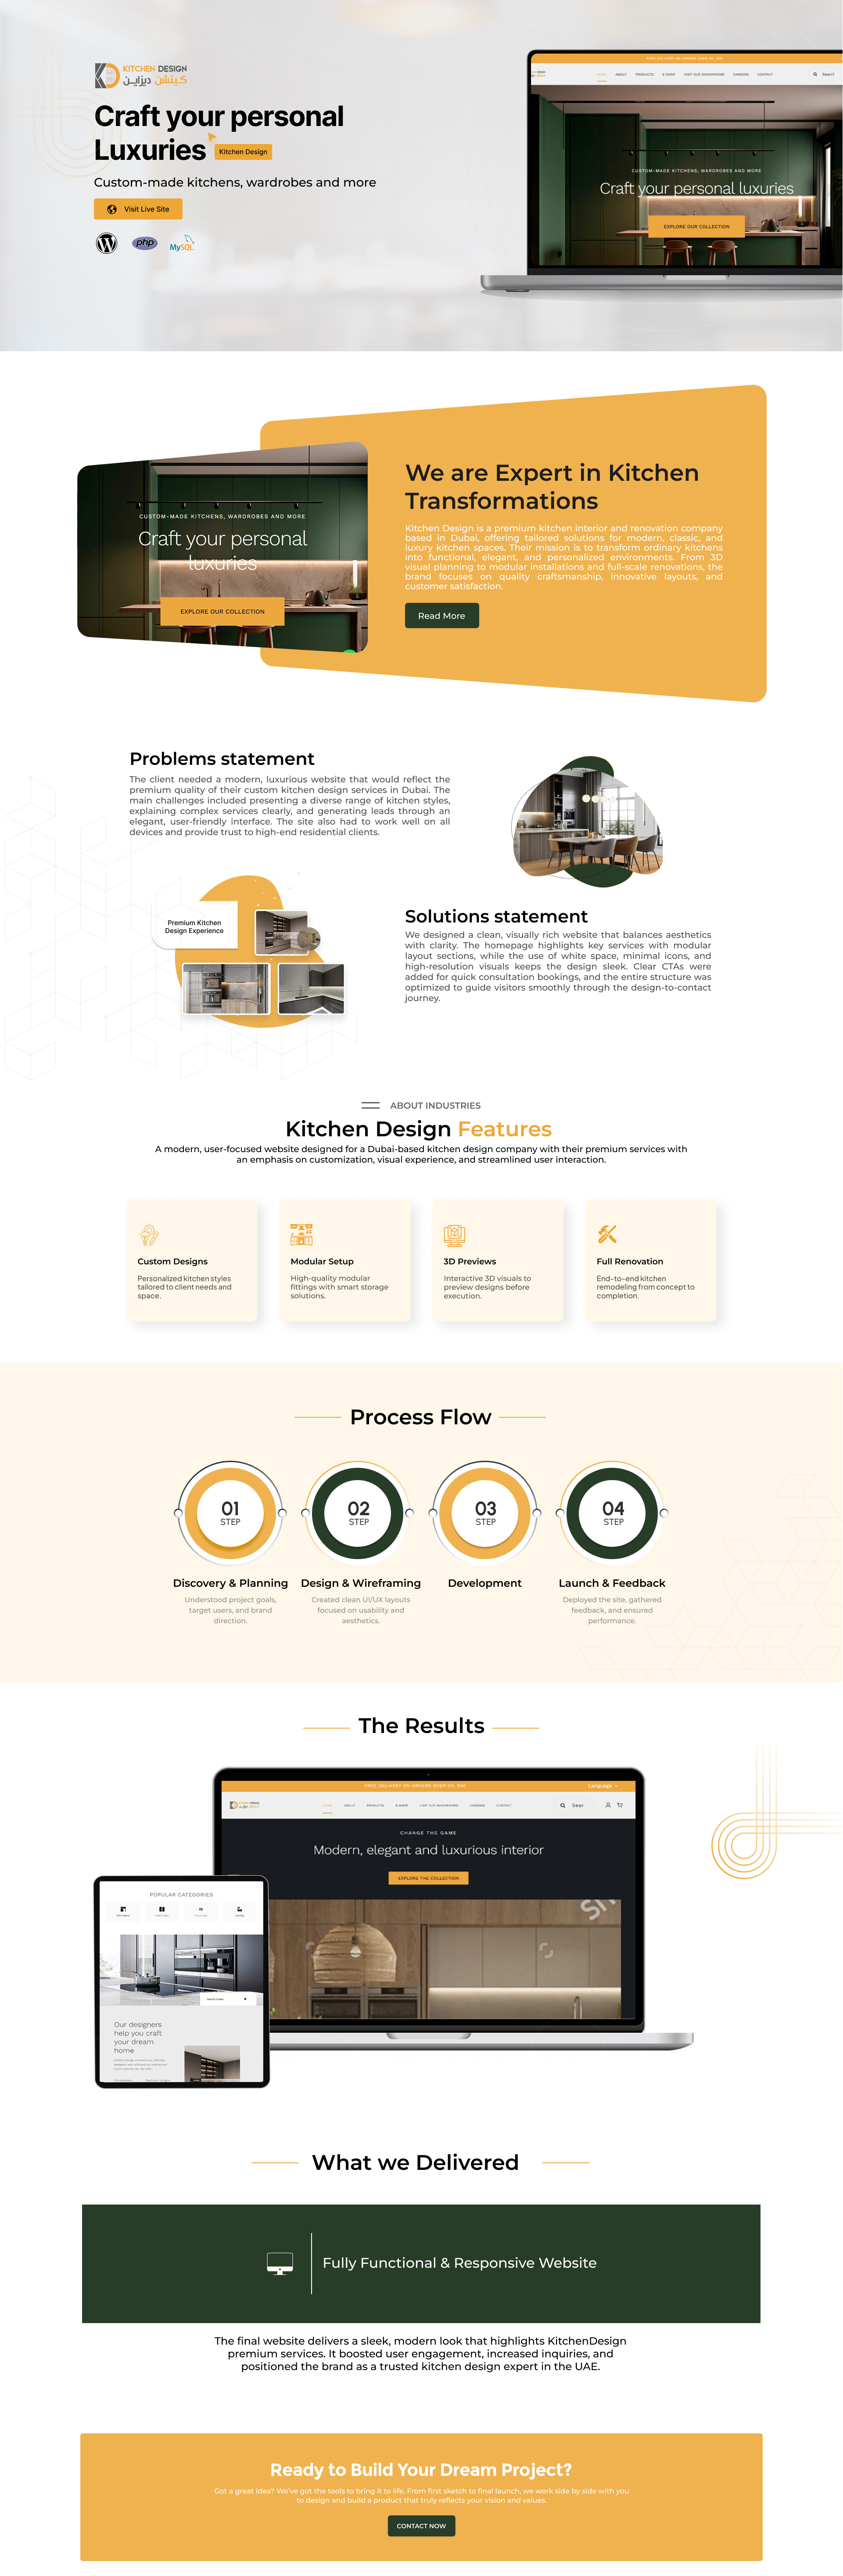 KITCHEN DESIGN
كيتشن ديزاين
Craft your personal
Luxuries
Kitchen Design
Custom-made kitchens, wardrobes and more
Visit Live Site
php
MySQL
FREE DELIVERY ON ORDERS OVER DH. 500
HOME ABOUT PRODUCTS E-SHOP VISIT OUR SHOWROOMS CAREERS CONTACT
Search
CUSTOM-MADE KITCHENS, WARDROBES AND MORE
Craft your personal luxuries
EXPLORE OUR COLLECTION
CUSTOM-MADE KITCHENS, WARDROBES AND MORE
Craft your personal
luxuries
EXPLORE OUR COLLECTION
We are Expert in Kitchen
Transformations
Kitchen Design is a premium kitchen interior and renovation company
based in Dubai, offering tailored solutions for modern, classic, and
luxury kitchen spaces. Their mission is to transform ordinary kitchens
into functional, elegant, and personalized environments. From 3D
visual planning to modular installations and full-scale renovations, the
brand focuses on quality craftsmanship, innovative layouts, and
customer satisfaction.
Read More
Problems statement
The client needed a modern, luxurious website that would reflect the
premium quality of their custom kitchen design services in Dubai. The
main challenges included presenting a diverse range of kitchen styles,
explaining complex services clearly, and generating leads through an
elegant, user-friendly interface. The site also had to work well on all
devices and provide trust to high-end residential clients.
Premium Kitchen
Design Experience
Solutions statement
We designed a clean, visually rich website that balances aesthetics
with clarity. The homepage highlights key services with modular
layout sections, while the use of white space, minimal icons, and
high-resolution visuals keeps the design sleek. Clear CTAs were
added for quick consultation bookings, and the entire structure was
optimized to guide visitors smoothly through the design-to-contact
journey.
ABOUT INDUSTRIES
Kitchen Design Features
A modern, user-focused website designed for a Dubai-based kitchen design company with their premium services with
an emphasis on customization, visual experience, and streamlined user interaction.
Custom Designs
Personalized kitchen styles
tailored to client needs and
space.
Modular Setup
High-quality modular
fittings with smart storage
solutions.
3D Previews
Interactive 3D visuals to
preview designs before
execution.
Full Renovation
End-to-end kitchen
remodeling from concept to
completion.
Process Flow
01
STEP
Discovery & Planning
Understood project goals,
target users, and brand
direction.
02
STEP
Design & Wireframing
Created clean UI/UX layouts
focused on usability and
aesthetics.
03
STEP
Development
04
STEP
Launch & Feedback
Deployed the site, gathered
feedback, and ensured
performance.
The Results
FREE DELIVERY ON ORDERS OVER DH. 500
Language
HOME ABOUT PRODUCTS E-SHOP VISIT OUR SHOWROOMS CAREERS CONTACT
Sear
CHANGE THE GAME
Modern, elegant and luxurious interior
EXPLORE THE COLLECTION
POPULAR CATEGORIES
Our designers
help you craft
your dream
home
What we Delivered
Fully Functional & Responsive Website
The final website delivers a sleek, modern look that highlights KitchenDesign
premium services. It boosted user engagement, increased inquiries, and
positioned the brand as a trusted kitchen design expert in the UAE.
Ready to Build Your Dream Project?
Got a great idea? We've got the tools to bring it to life. From first sketch to final launch, we work side by side with you
to design and build a product that truly reflects your vision and values.
CONTACT NOW